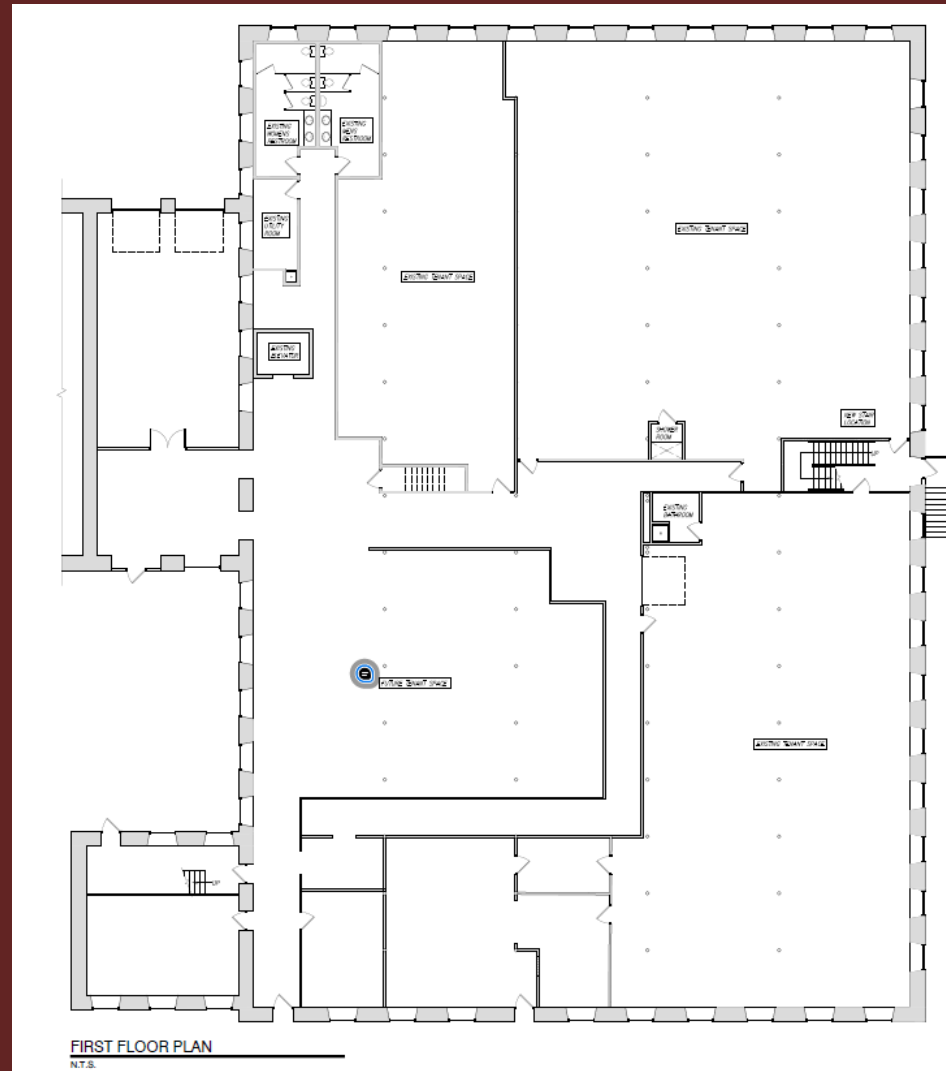 EXISTING
WOMENS
RESTROOM
EXISTING
MENS
RESTROOM
EXISTING
UTILITY
ROOM
EXISTING TENANT SPACE
EXISTING TENANT SPACE
EXISTING
ELEVATOR
NEW STAIR
LOCATION
SHOWER
ROOM
UP
EXISTING
BATHROOM
FUTURE TENANT SPACE
EXISTING TENANT SPACE
UP
FIRST FLOOR PLAN
N.T.S.